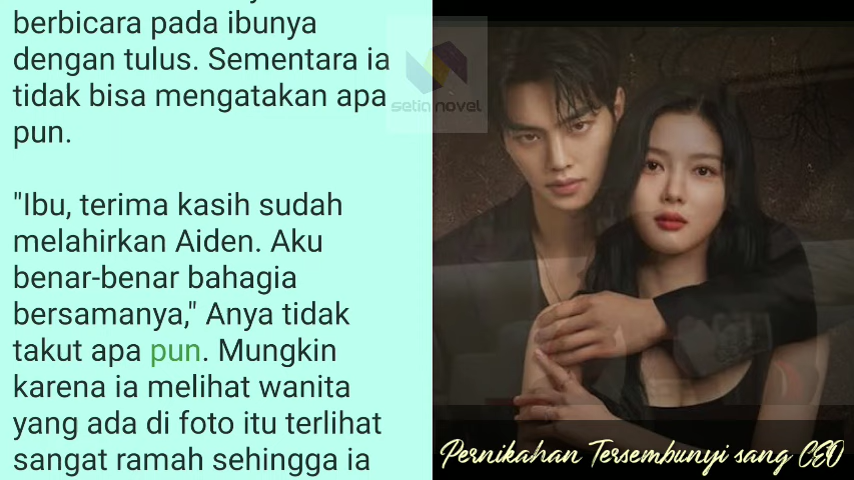 berbicara pada ibunya
dengan tulus. Sementara ia
tidak bisa mengatakan apa
pun.
"Ibu, terima kasih sudah
melahirkan Aiden. Aku
benar-benar bahagia
bersamanya," Anya tidak
takut apa pun. Mungkin
karena ia melihat wanita
yang ada di foto itu terlihat
sangat ramah sehingga ia
setia novel
Pernikahan Tersembunyi sang CEO